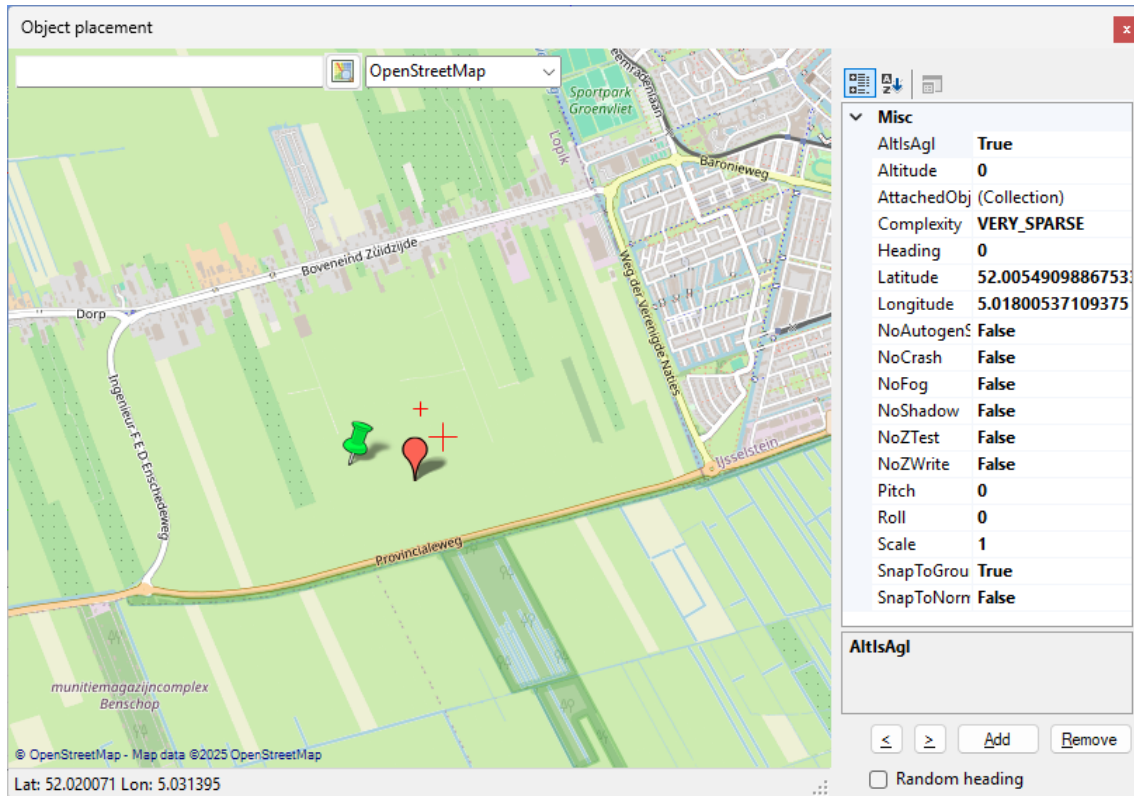 Object placement
x
OpenStreetMap
eemradenlaan
Sportpark
Groenvliet
Lopik
Baronieweg
Boveneind Zuidzijde
Weg der Verenigde Naties
Dorp
Ingenieur F E D Enschedeweg
IJsselstein
Provincialeweg
munitiemagazijncomplex
Benschop
© OpenStreetMap - Map data ©2025 OpenStreetMap
Lat: 52.020071 Lon: 5.031395
Misc
AltIsAgl True
Altitude 0
AttachedObj (Collection)
Complexity VERY_SPARSE
Heading 0
Latitude 52.0054909886753
Longitude 5.01800537109375
NoAutogenS False
NoCrash False
NoFog False
NoShadow False
NoZTest False
NoZWrite False
Pitch 0
Roll 0
Scale 1
SnapToGrou True
SnapToNorm False
AltIsAgl
< > Add Remove
Random heading